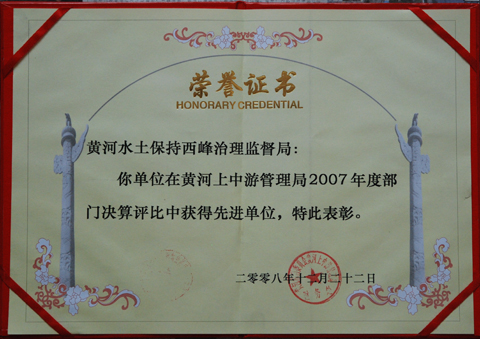 荣誉证书
HONORARY CREDENTIAL
黄河水土保持西峰治理监督局：
你单位在黄河上中游管理局2007年度部
门决算评比中获得先进单位，特此表彰。
二零零八年十二月二十二日